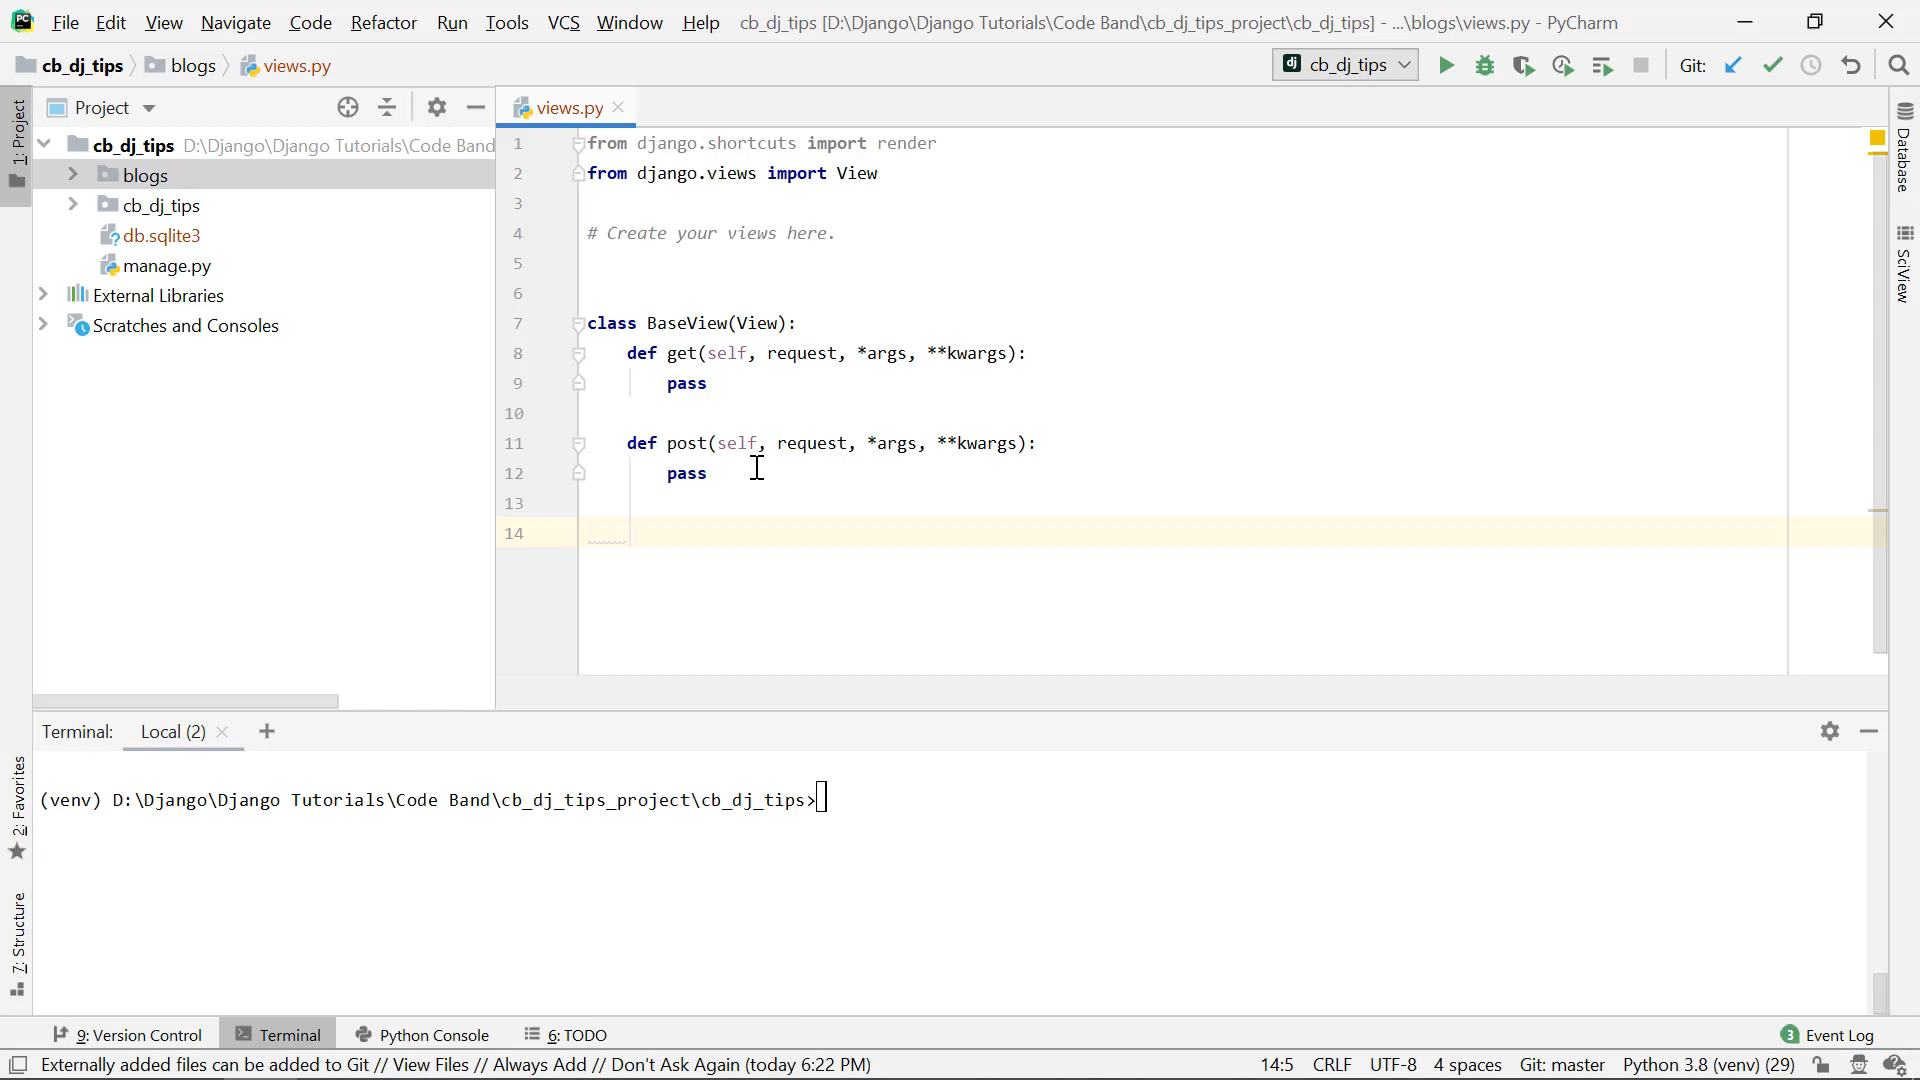 File Edit View Navigate Code Refactor Run Tools VCS Window Help cb_dj_tips [D:\Django\Django Tutorials\Code Band\cb_dj_tips_project\cb_dj_tips] - ...\blogs\views.py - PyCharm
cb_dj_tips blogs views.py
dj cb_dj_tips Git:
1: Project
Project
views.py
cb_dj_tips D:\Django\Django Tutorials\Code Band
blogs
cb_dj_tips
db.sqlite3
manage.py
External Libraries
Scratches and Consoles
1 from django.shortcuts import render
2 from django.views import View
3
4 # Create your views here.
5
6
7 class BaseView(View):
8 def get(self, request, *args, **kwargs):
9 pass
10
11 def post(self, request, *args, **kwargs):
12 pass
13
14
Database
SciView
Terminal: Local (2)
(venv) D:\Django\Django Tutorials\Code Band\cb_dj_tips_project\cb_dj_tips>
2: Favorites
7: Structure
9: Version Control Terminal Python Console 6: TODO 3 Event Log
Externally added files can be added to Git // View Files // Always Add // Don't Ask Again (today 6:22 PM) 14:5 CRLF UTF-8 4 spaces Git: master Python 3.8 (venv) (29)